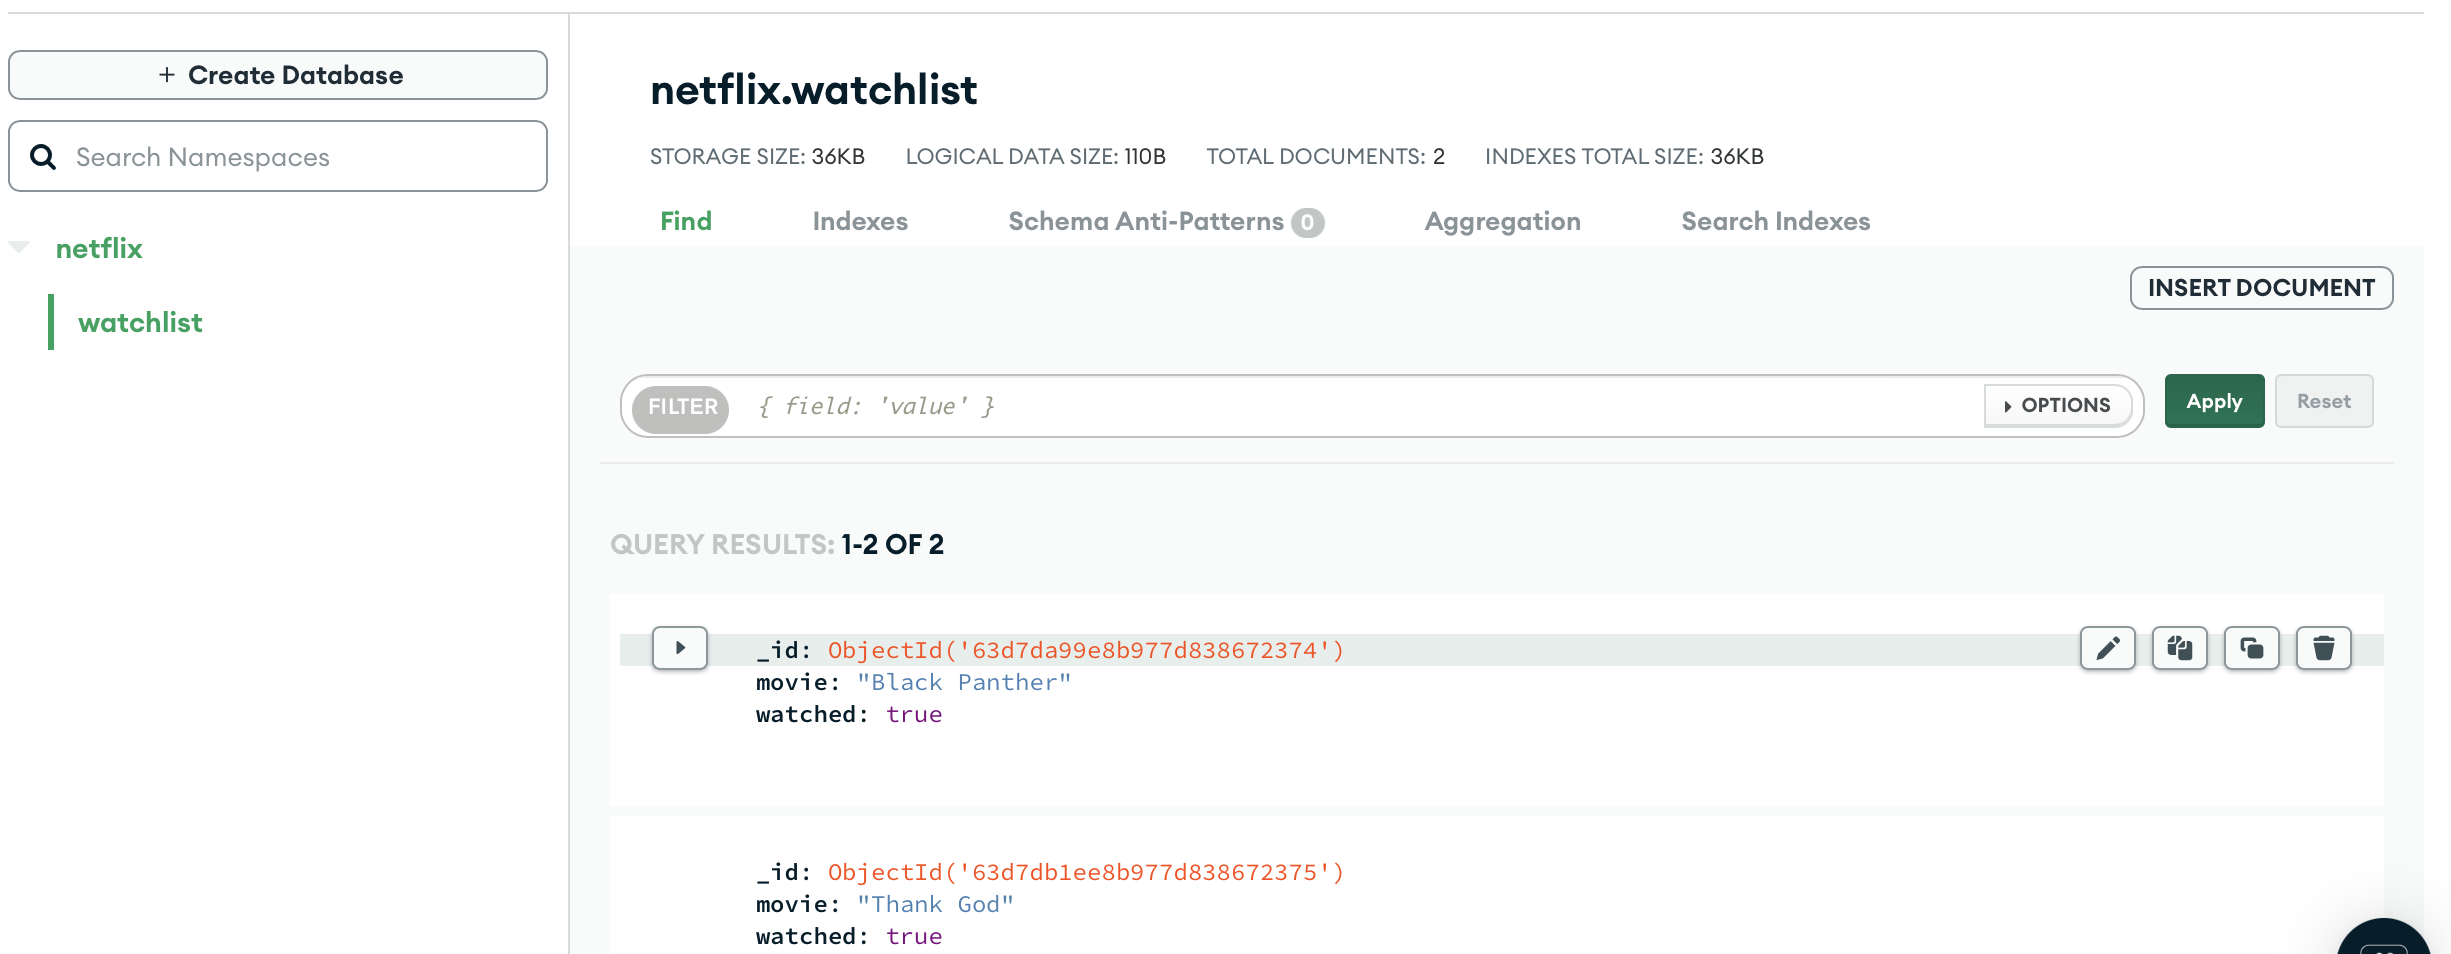 + Create Database
Search Namespaces
netflix
watchlist
netflix.watchlist
STORAGE SIZE: 36KB LOGICAL DATA SIZE: 110B TOTAL DOCUMENTS: 2 INDEXES TOTAL SIZE: 36KB
Find Indexes Schema Anti-Patterns 0 Aggregation Search Indexes
INSERT DOCUMENT
FILTER { field: 'value' } OPTIONS Apply Reset
QUERY RESULTS: 1-2 OF 2
_id: ObjectId('63d7da99e8b977d838672374')
movie: "Black Panther"
watched: true
_id: ObjectId('63d7db1ee8b977d838672375')
movie: "Thank God"
watched: true